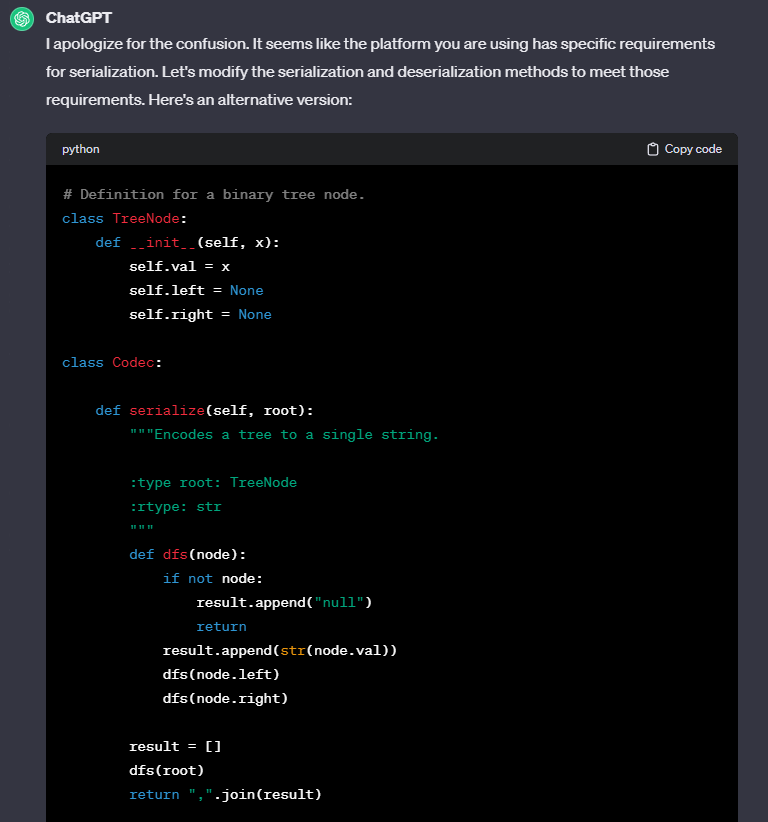 ChatGPT
I apologize for the confusion. It seems like the platform you are using has specific requirements
for serialization. Let's modify the serialization and deserialization methods to meet those
requirements. Here's an alternative version:
python
Copy code
# Definition for a binary tree node.
class TreeNode:
    def __init__(self, x):
        self.val = x
        self.left = None
        self.right = None
class Codec:
    def serialize(self, root):
        """Encodes a tree to a single string.
        :type root: TreeNode
        :rtype: str
        """
        def dfs(node):
            if not node:
                result.append("null")
                return
            result.append(str(node.val))
            dfs(node.left)
            dfs(node.right)
        result = []
        dfs(root)
        return ",".join(result)